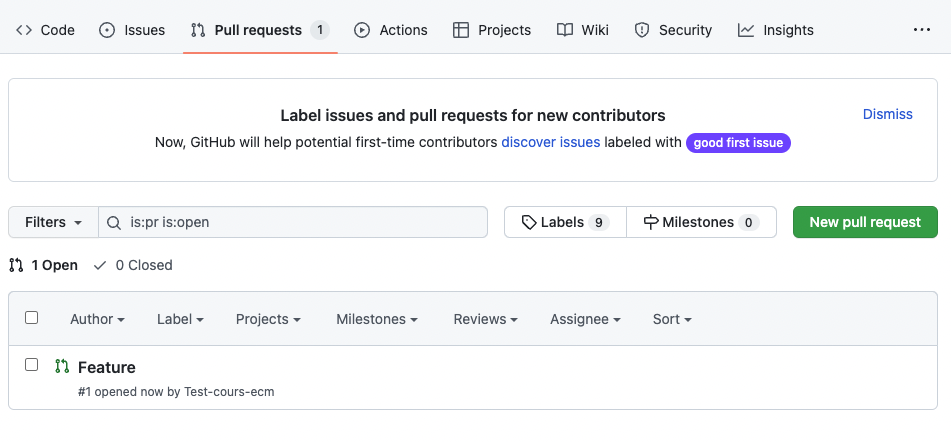 Code Issues Pull requests 1 Actions Projects Wiki Security Insights
Label issues and pull requests for new contributors
Dismiss
Now, GitHub will help potential first-time contributors discover issues labeled with good first issue
Filters is:pr is:open Labels 9 Milestones 0 New pull request
1 Open 0 Closed
Author Label Projects Milestones Reviews Assignee Sort
Feature
#1 opened now by Test-cours-ecm